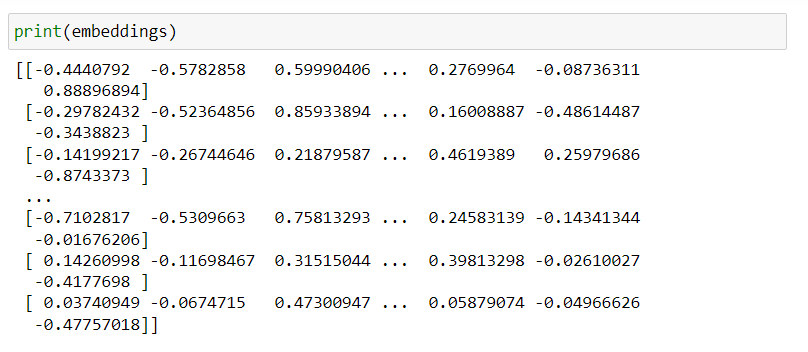 print(embeddings)
[[-0.4440792  -0.5782858   0.59990406 ...  0.2769964  -0.08736311
   0.88896894]
 [-0.29782432 -0.52364856  0.85933894 ...  0.16008887 -0.48614487
  -0.3438823 ]
 [-0.14199217 -0.26744646  0.21879587 ...  0.4619389   0.25979686
  -0.8743373 ]
 ...
 [-0.7102817  -0.5309663   0.75813293 ...  0.24583139 -0.14341344
  -0.01676206]
 [ 0.14260998 -0.11698467  0.31515044 ...  0.39813298 -0.02610027
  -0.4177698 ]
 [ 0.03740949 -0.0674715   0.47300947 ...  0.05879074 -0.04966626
  -0.47757018]]